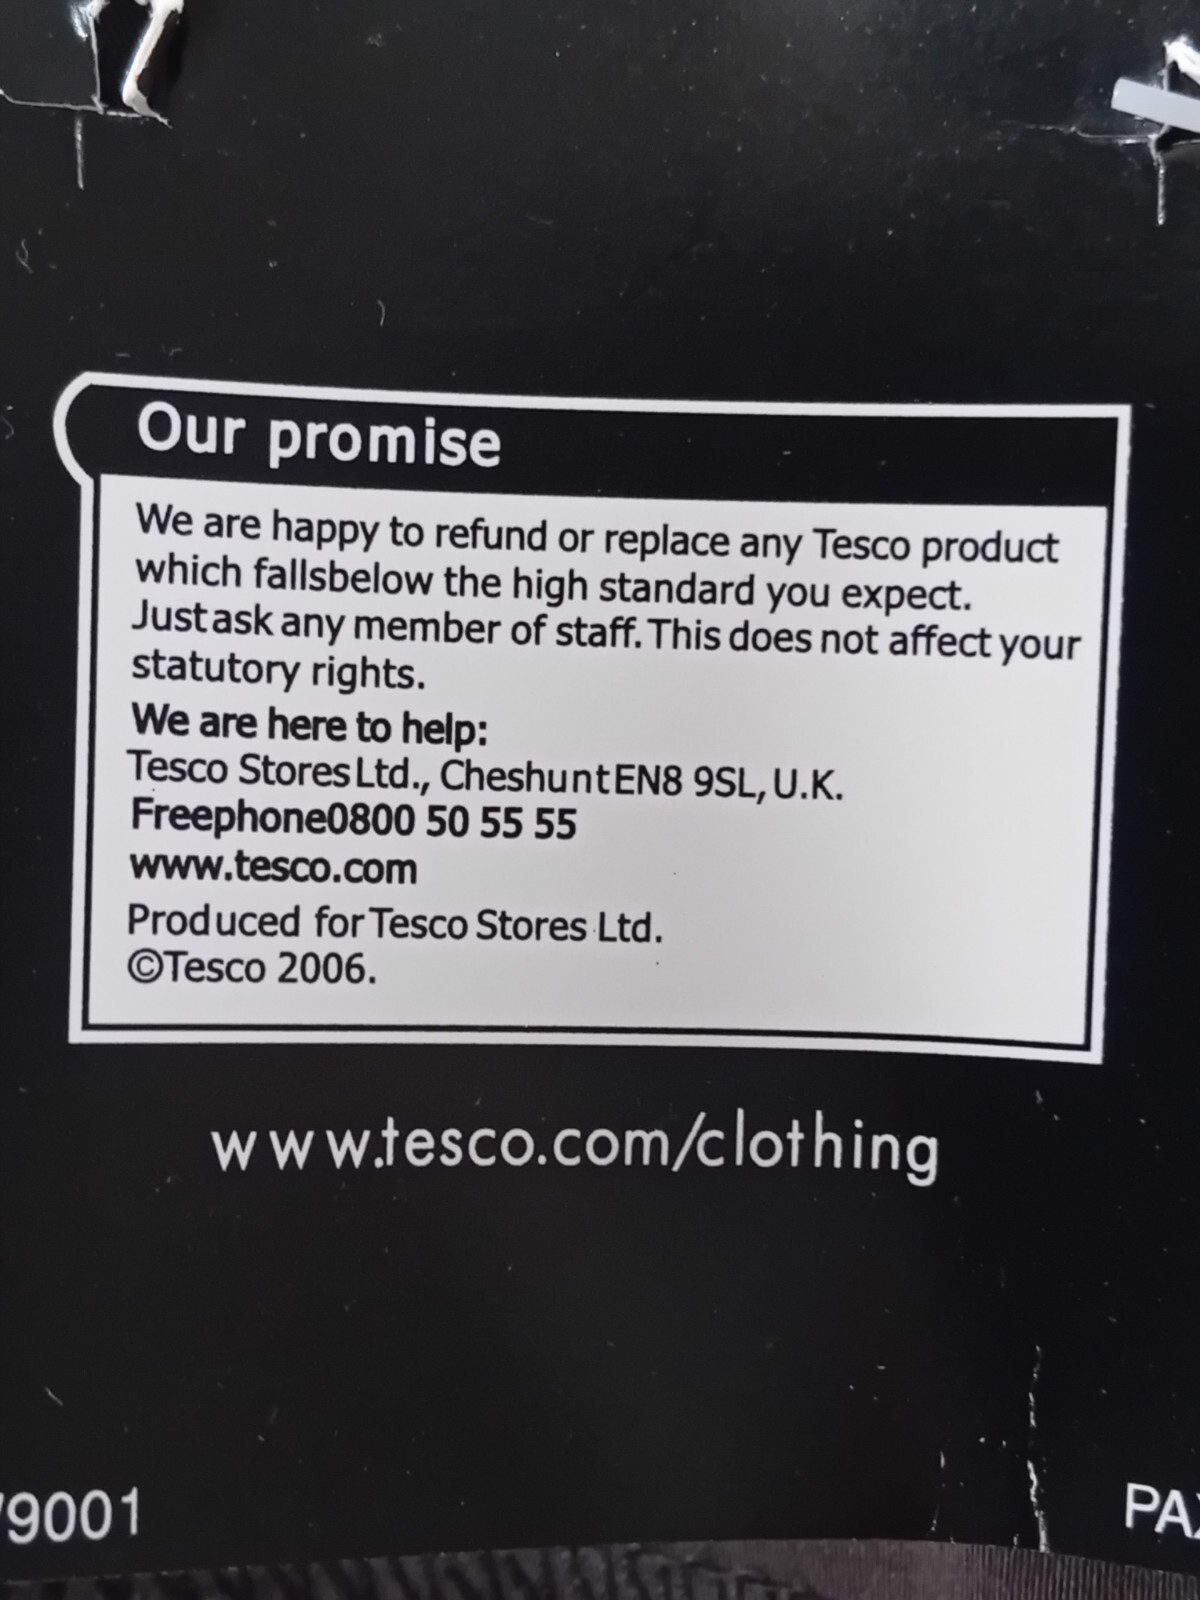 Our promise
We are happy to refund or replace any Tesco product
which fallsbelow the high standard you expect.
Just ask any member of staff. This does not affect your
statutory rights.
We are here to help:
Tesco Stores Ltd., Cheshunt EN8 9SL, U.K.
Freephone0800 50 55 55
www.tesco.com
Produced for Tesco Stores Ltd.
©Tesco 2006.
www.tesco.com/clothing
9001
PA